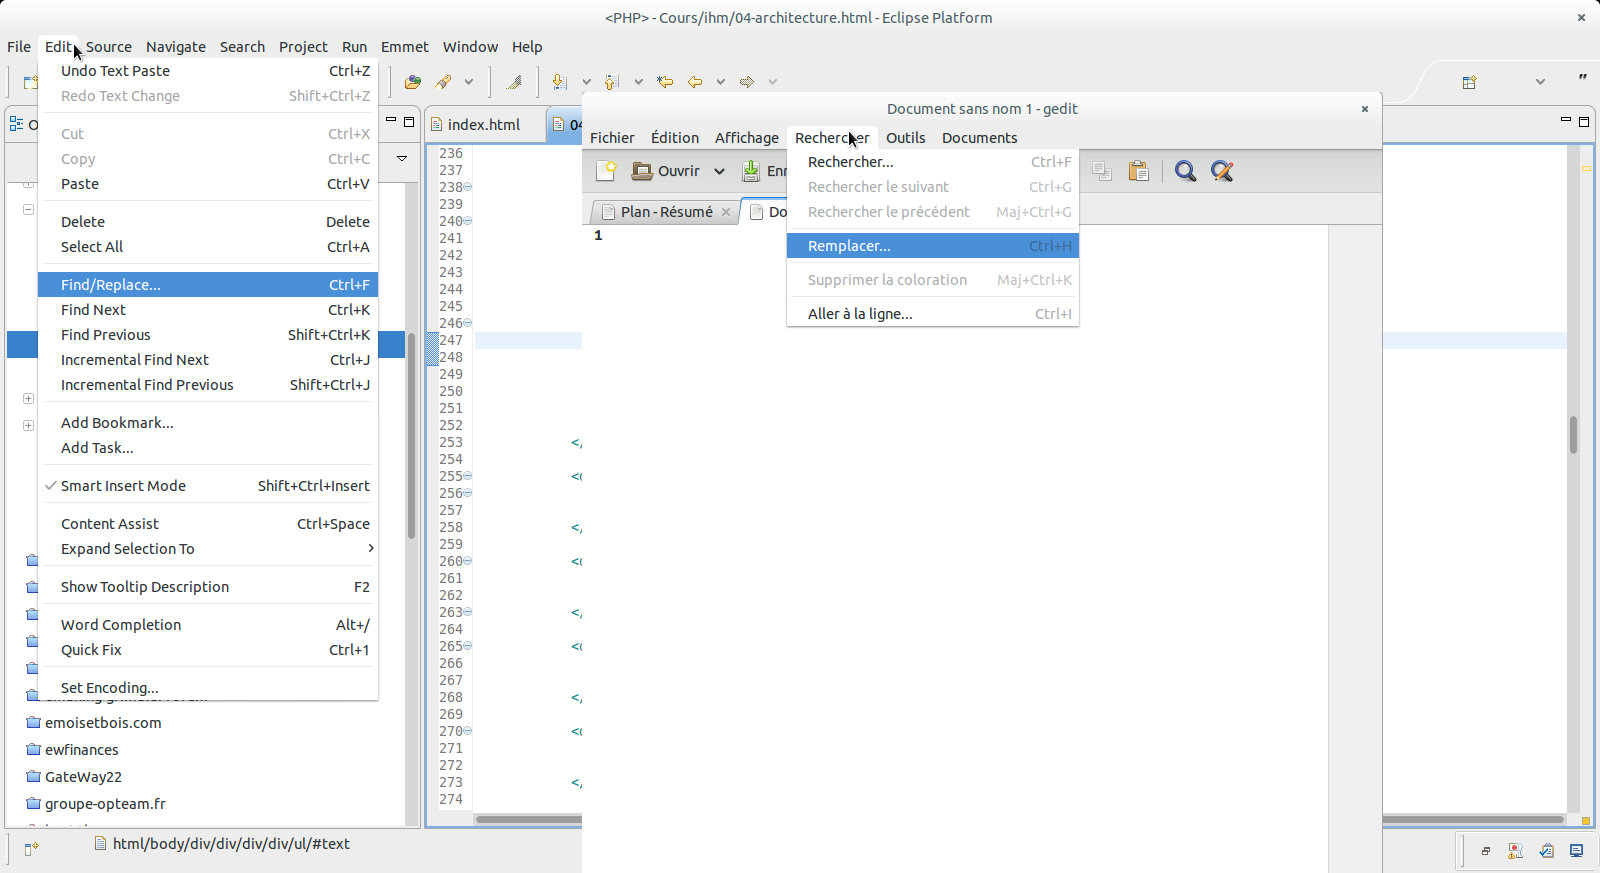 <PHP> - Cours/ihm/04-architecture.html - Eclipse Platform
File Edit Source Navigate Search Project Run Emmet Window Help
Undo Text Paste Ctrl+Z
Redo Text Change Shift+Ctrl+Z
Cut Ctrl+X
Copy Ctrl+C
Paste Ctrl+V
Delete Delete
Select All Ctrl+A
Find/Replace... Ctrl+F
Find Next Ctrl+K
Find Previous Shift+Ctrl+K
Incremental Find Next Ctrl+J
Incremental Find Previous Shift+Ctrl+J
Add Bookmark...
Add Task...
Smart Insert Mode Shift+Ctrl+Insert
Content Assist Ctrl+Space
Expand Selection To
Show Tooltip Description F2
Word Completion Alt+/
Quick Fix Ctrl+1
Set Encoding...
emoisetbois.com
ewfinances
GateWay22
groupe-opteam.fr
html/body/div/div/div/div/ul/#text
index.html
04
236
237
238
239
240
241
242
243
244
245
246
247
248
249
250
251
252
253 </
254
255 <
256
257
258 </
259
260 <
261
262
263 </
264
265 <
266
267
268 </
269
270 <
271
272
273 </
274
Document sans nom 1 - gedit
Fichier Édition Affichage Rechercher Outils Documents
Ouvrir Enr
Plan - Résumé Do
1
Rechercher... Ctrl+F
Rechercher le suivant Ctrl+G
Rechercher le précédent Maj+Ctrl+G
Remplacer... Ctrl+H
Supprimer la coloration Maj+Ctrl+K
Aller à la ligne... Ctrl+I